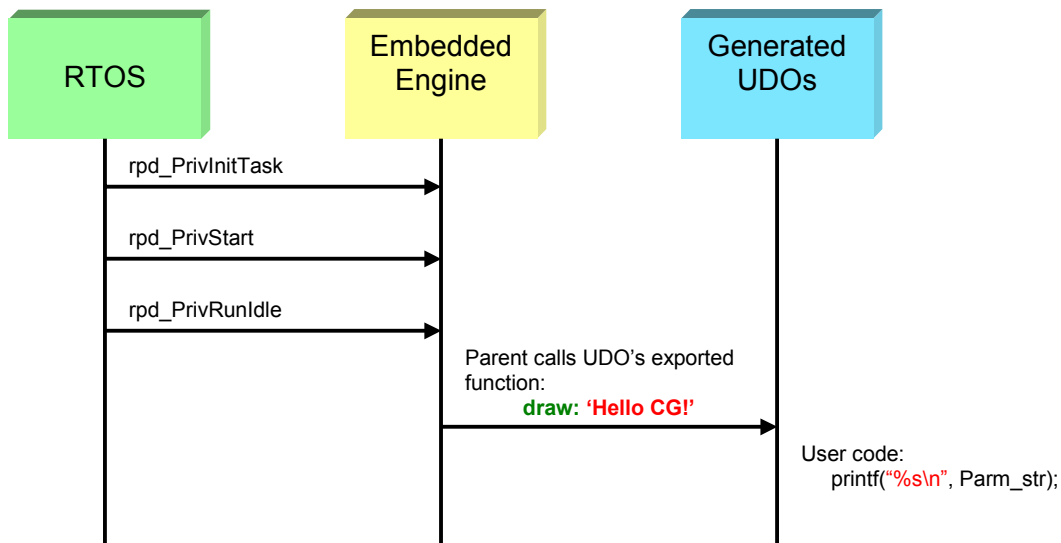 RTOS
Embedded
Engine
Generated
UDOs
rpd_PrivInitTask
rpd_PrivStart
rpd_PrivRunIdle
Parent calls UDO’s exported
function:
draw: ‘Hello CG!’
User code:
printf(“%s\n”, Parm_str);